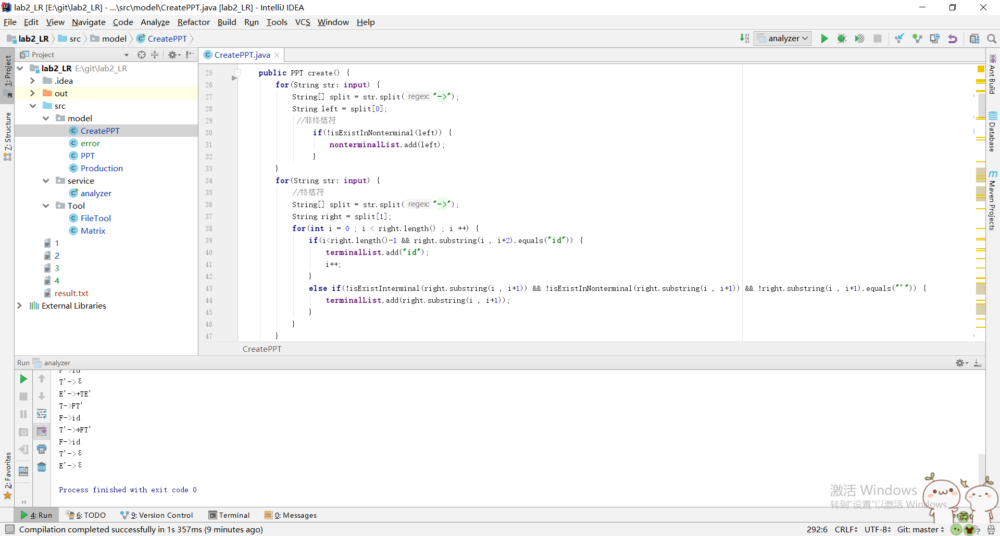 lab2_LR [E:\git\lab2_LR] - ...\src\model\CreatePPT.java [lab2_LR] - IntelliJ IDEA
File Edit View Navigate Code Analyze Refactor Build Run Tools VCS Window Help
lab2_LR src model CreatePPT
analyzer
Project
CreatePPT.java
1: Project
7: Structure
2: Favorites
lab2_LR E:\git\lab2_LR
.idea
out
src
model
CreatePPT
error
PPT
Production
service
analyzer
Tool
FileTool
Matrix
1
2
3
4
result.txt
External Libraries
25 public PPT create() {
26 for(String str: input) {
27 String[] split = str.split( regex: "->");
28 String left = split[0];
29 //非终结符
30 if(!isExistInNonterminal(left)) {
31 nonterminalList.add(left);
32 }
33 }
34 for(String str: input) {
35 //终结符
36 String[] split = str.split( regex: "->");
37 String right = split[1];
38 for(int i = 0 ; i < right.length() ; i ++) {
39 if(i<right.length()-1 && right.substring(i , i+2).equals("id")) {
40 terminalList.add("id");
41 i++;
42 }
43 else if(!isExistInterminal(right.substring(i , i+1)) && !isExistInNonterminal(right.substring(i , i+1)) && !right.substring(i , i+1).equals("'")) {
44 terminalList.add(right.substring(i , i+1));
45 }
46 }
47 }
CreatePPT
Ant Build
Database
Maven Projects
Run analyzer
F->id
T'->ε
E'->+TE'
T->FT'
F->id
T'->*FT'
F->id
T'->ε
E'->ε
Process finished with exit code 0
激活 Windows
转到"设置"以激活 Windows。
4: Run 6: TODO 9: Version Control Terminal 0: Messages
Compilation completed successfully in 1s 357ms (9 minutes ago)
292:6 CRLF UTF-8 Git: master